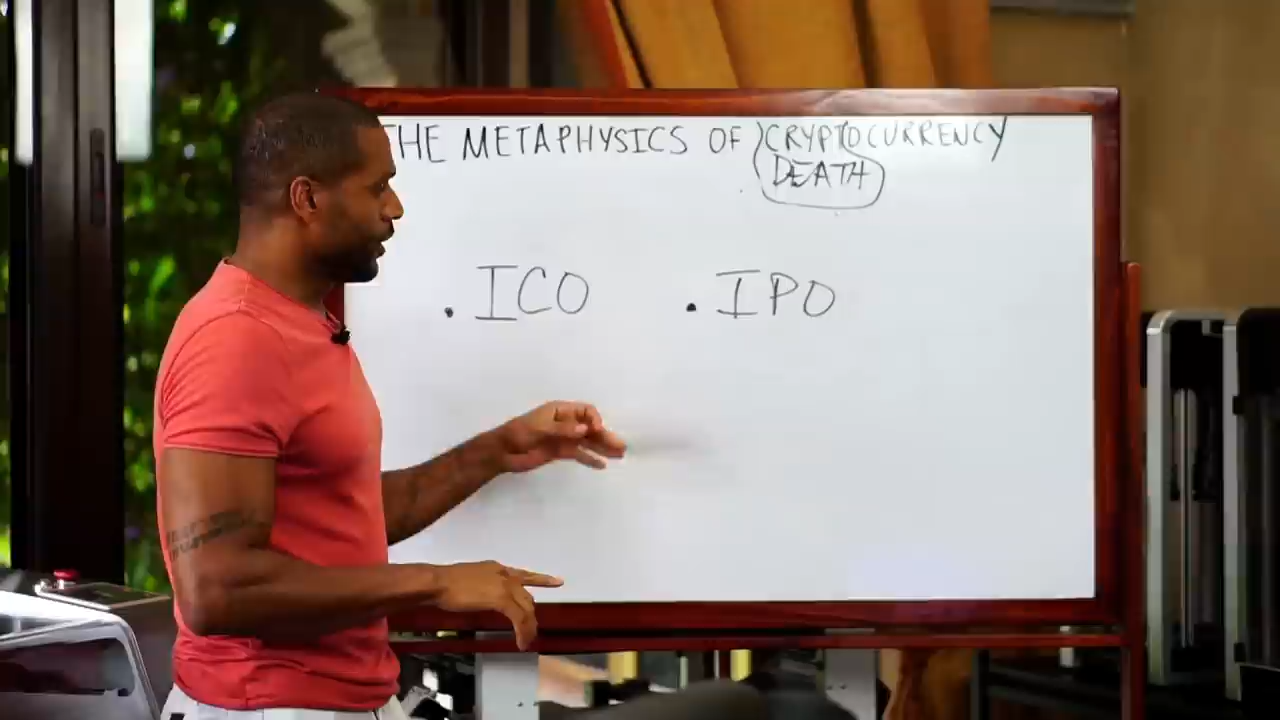 THE METAPHYSICS OF CRYPTOCURRENCY
DEATH
. ICO . IPO